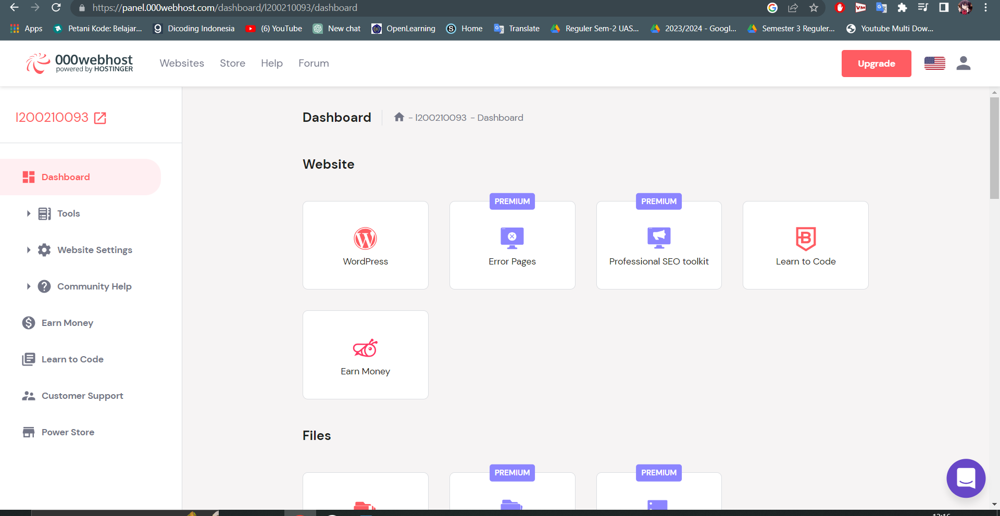 https://panel.000webhost.com/dashboard/l200210093/dashboard
Apps
Petani Kode: Belajar...
Dicoding Indonesia
(6) YouTube
New chat
OpenLearning
Home
Translate
Reguler Sem-2 UAS...
2023/2024 - Googl...
Semester 3 Reguler...
Youtube Multi Dow...
000webhost
powered by HOSTINGER
Websites
Store
Help
Forum
Upgrade
l200210093
Dashboard
Tools
Website Settings
Community Help
Earn Money
Learn to Code
Customer Support
Power Store
Dashboard
- l200210093 - Dashboard
Website
WordPress
PREMIUM
Error Pages
PREMIUM
Professional SEO toolkit
Learn to Code
Earn Money
Files
PREMIUM
PREMIUM